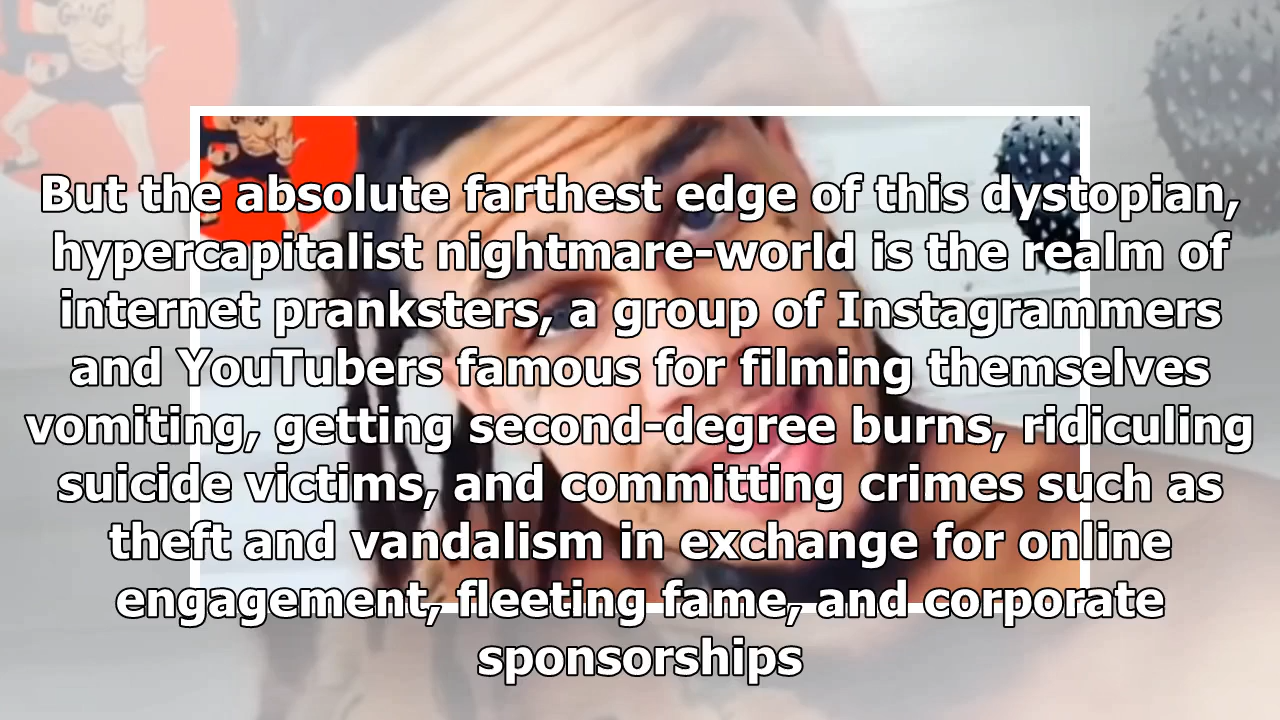 But the absolute farthest edge of this dystopian,
hypercapitalist nightmare-world is the realm of
internet pranksters, a group of Instagrammers
and YouTubers famous for filming themselves
vomiting, getting second-degree burns, ridiculing
suicide victims, and committing crimes such as
theft and vandalism in exchange for online
engagement, fleeting fame, and corporate
sponsorships